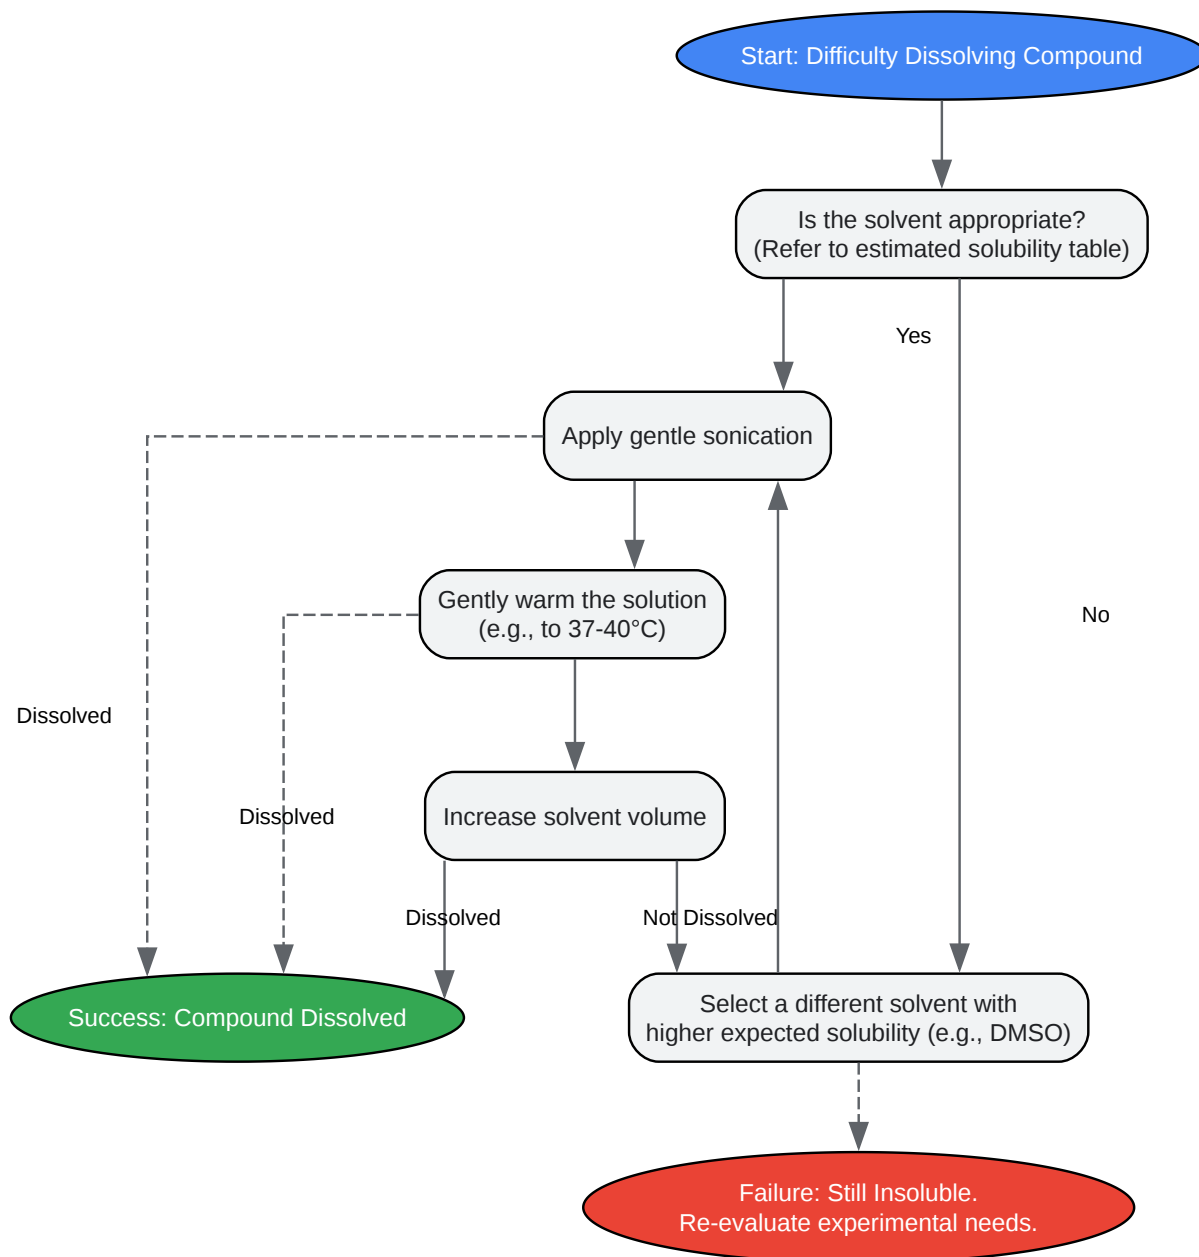 Start: Difficulty Dissolving Compound
Is the solvent appropriate?
(Refer to estimated solubility table)
Yes
Apply gentle sonication
Gently warm the solution
(e.g., to 37-40°C)
No
Dissolved
Dissolved
Increase solvent volume
Dissolved
Not Dissolved
Success: Compound Dissolved
Select a different solvent with
higher expected solubility (e.g., DMSO)
Failure: Still Insoluble.
Re-evaluate experimental needs.